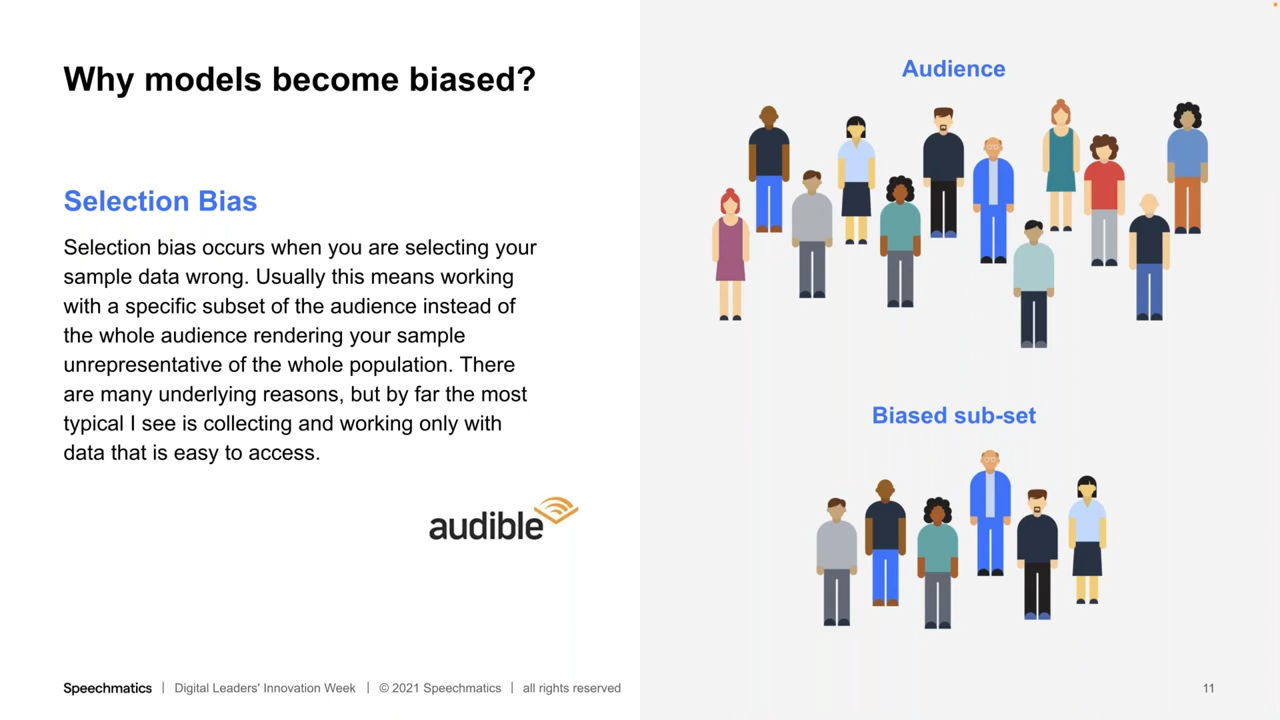 Why models become biased?
Selection Bias
Selection bias occurs when you are selecting your
sample data wrong. Usually this means working
with a specific subset of the audience instead of
the whole audience rendering your sample
unrepresentative of the whole population. There
are many underlying reasons, but by far the most
typical I see is collecting and working only with
data that is easy to access.
audible
Audience
Biased sub-set
Speechmatics | Digital Leaders' Innovation Week | © 2021 Speechmatics | all rights reserved
11